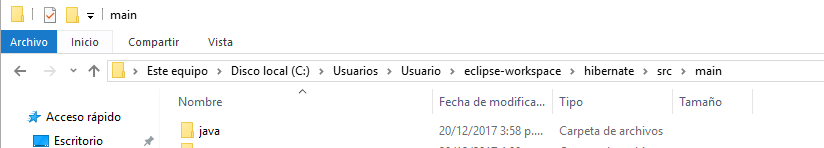 main
Archivo Inicio Compartir Vista
Este equipo > Disco local (C:) > Usuarios > Usuario > eclipse-workspace > hibernate > src > main
Nombre Fecha de modifica... Tipo Tamaño
Acceso rápido
java 20/12/2017 3:58 p.... Carpeta de archivos
Escritorio